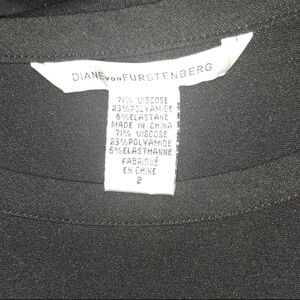 DIANE VON FURSTENBERG
71% VISCOSE
23%POLYAMIDE
6%ELASTANE
MADE IN CHINA
71% VISCOSE
23%POLYAMIDE
6%ELASTHANNE
FABRIQUÉ
EN CHINE
2